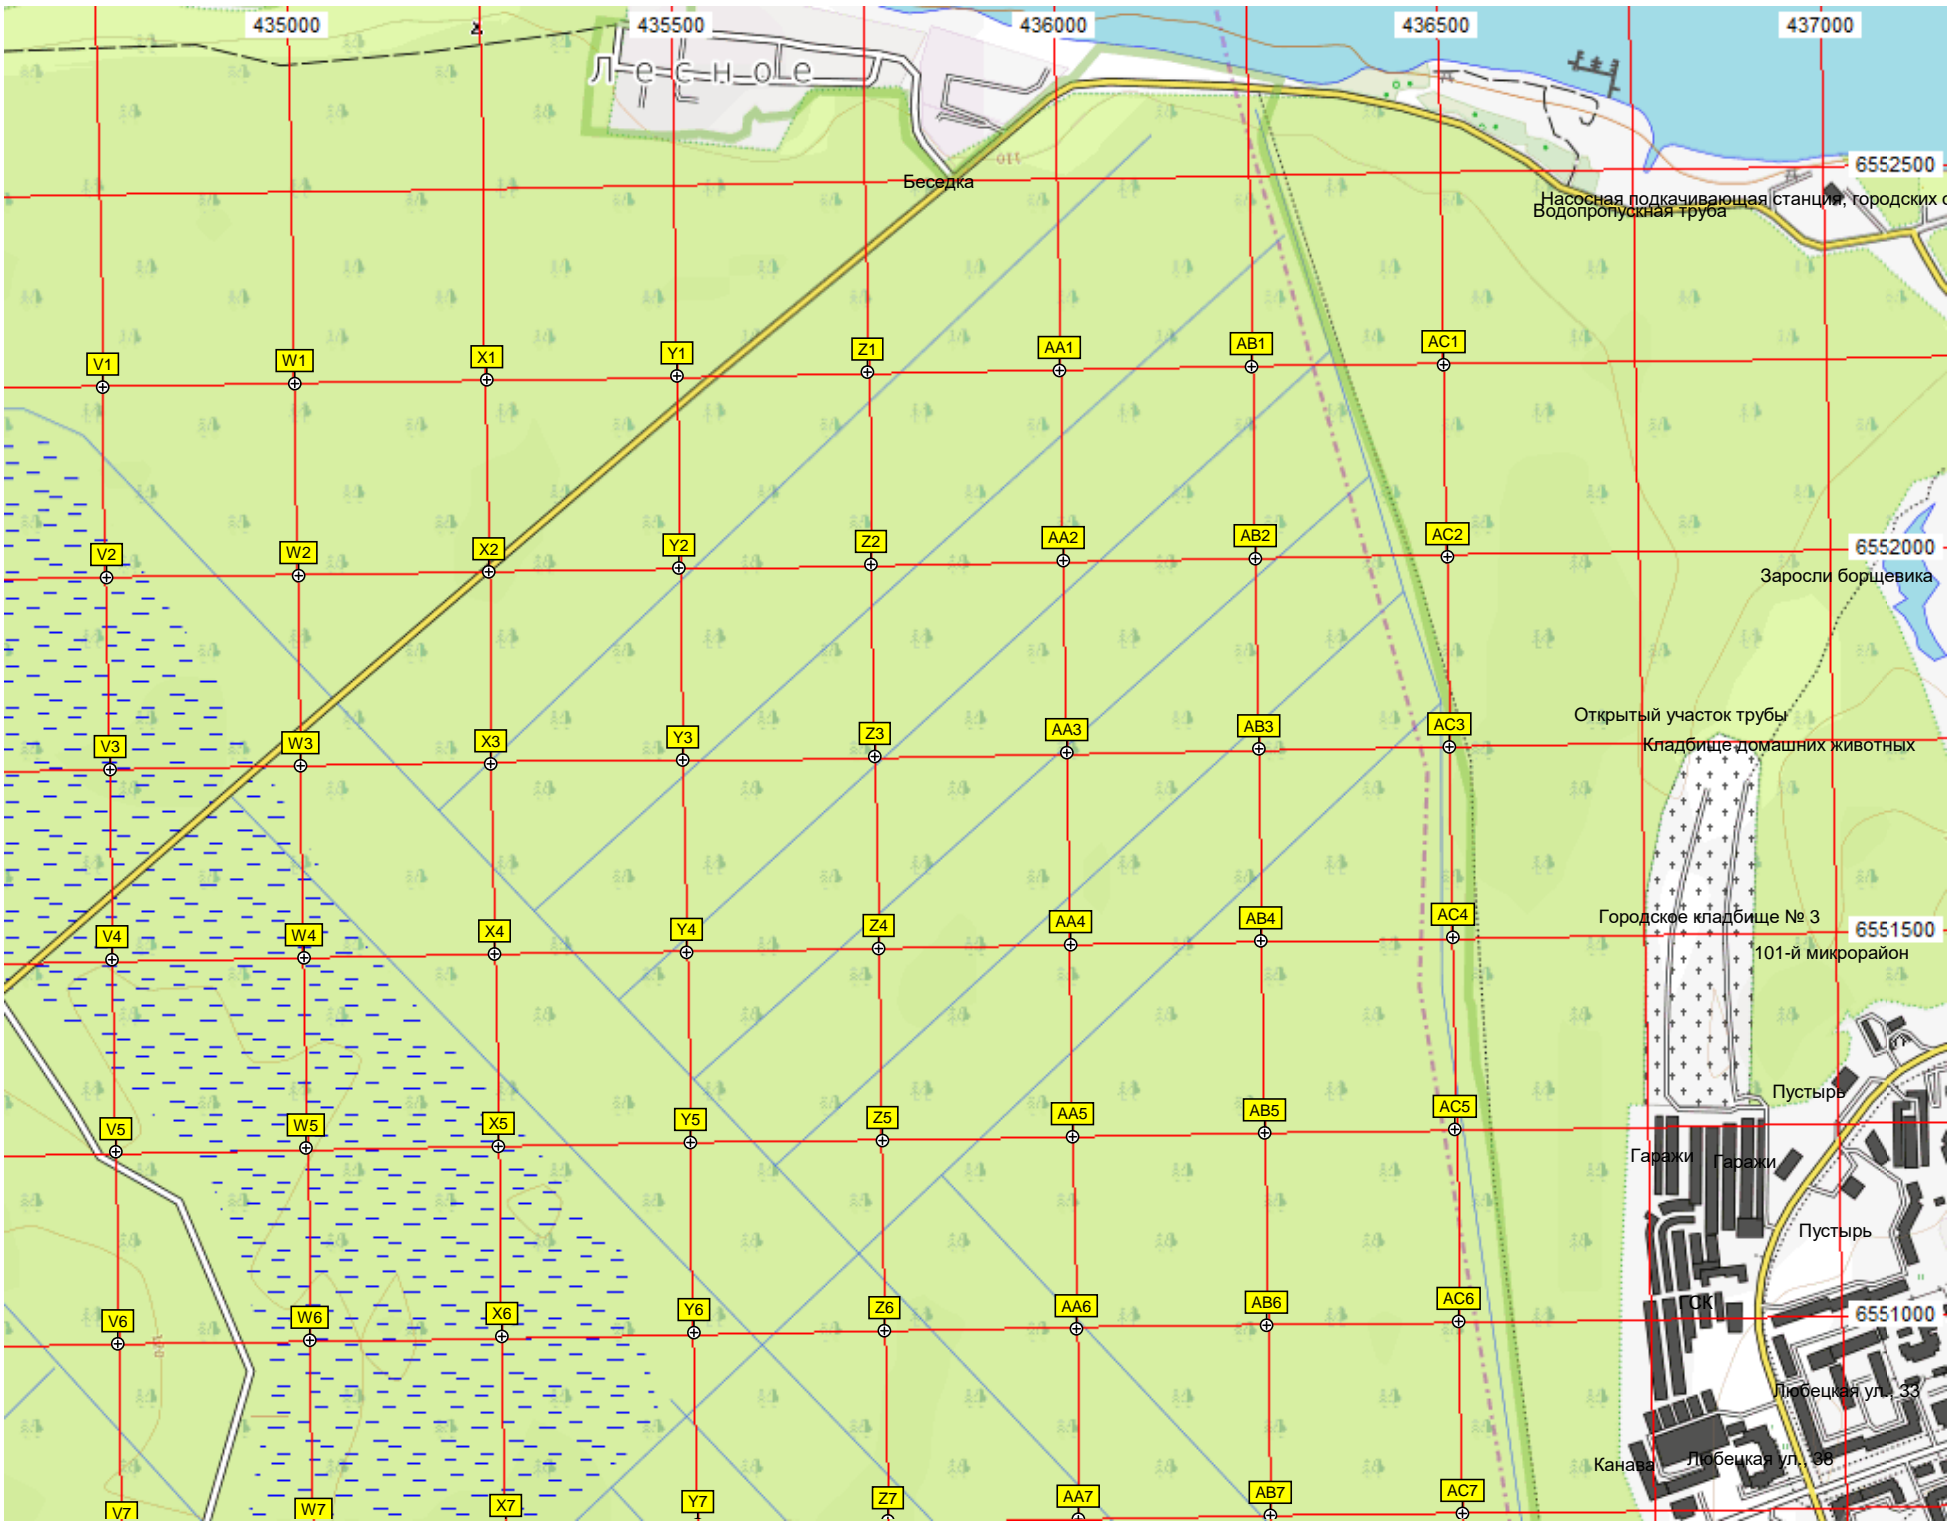 435000 435500 436000 436500 437000
Лесное
110
6552500
Беседка
Насосная подкачивающая станция, городских о
Водопропускная труба
V1 W1 X1 Y1 Z1 AA1 AB1 AC1
V2 W2 X2 Y2 Z2 AA2 AB2 AC2
6552000
Заросли борщевика
Открытый участок трубы
V3 W3 X3 Y3 Z3 AA3 AB3 AC3
Кладбище домашних животных
V4 W4 X4 Y4 Z4 AA4 AB4 AC4
Городское кладбище № 3
6551500
101-й микрорайон
Пустырь
V5 W5 X5 Y5 Z5 AA5 AB5 AC5
Гаражи Гаражи
Пустырь
V6 W6 X6 Y6 Z6 AA6 AB6 AC6
ГСК
6551000
120
Любецкая ул., 33
Любецкая ул., 38
Канава
V7 W7 X7 Y7 Z7 AA7 AB7 AC7